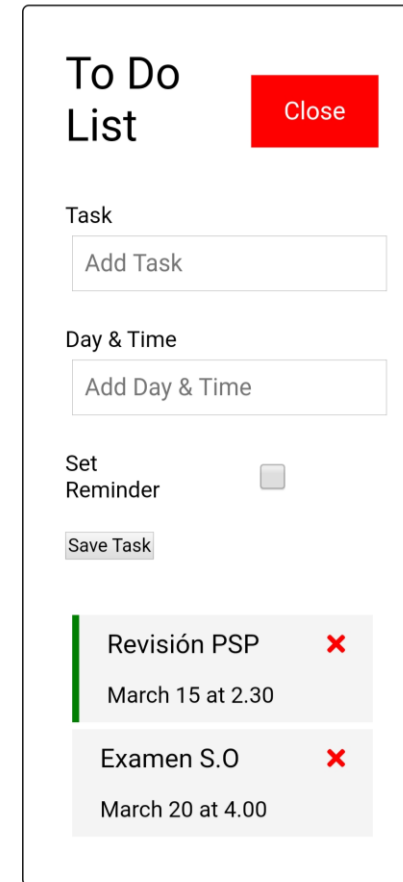 To Do
List
Close
Task
Add Task
Day & Time
Add Day & Time
Set
Reminder
Save Task
Revisión PSP
March 15 at 2.30
Examen S.O
March 20 at 4.00